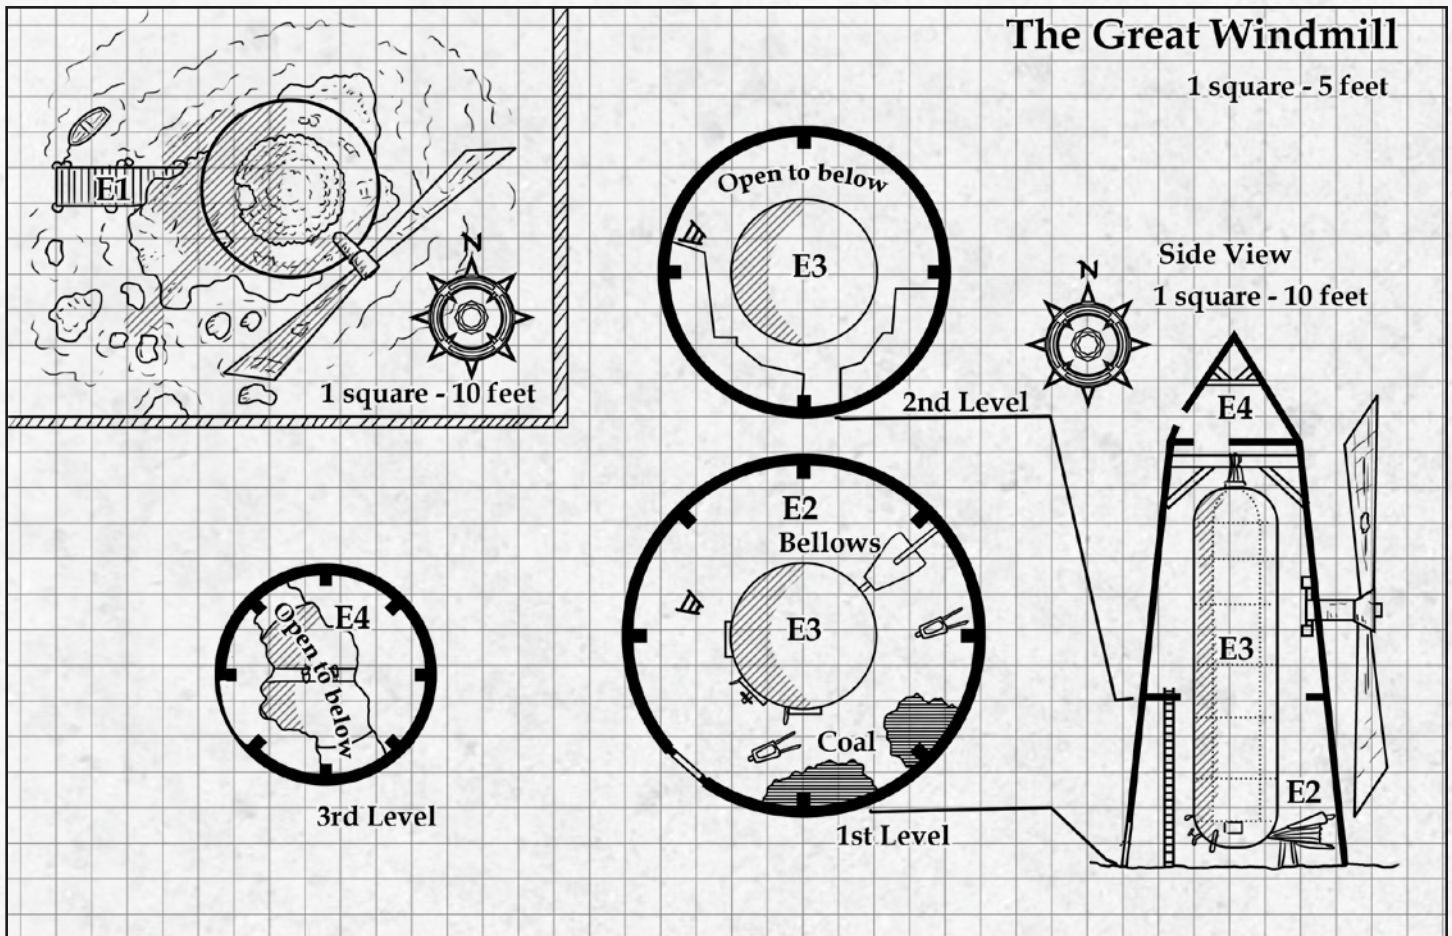 The Great Windmill
1 square - 5 feet
E1
N
1 square - 10 feet
Open to below
E3
2nd Level
N
Side View
1 square - 10 feet
E4
E3
E2
E2
Bellows
E3
Coal
1st Level
E4
Open to below
3rd Level